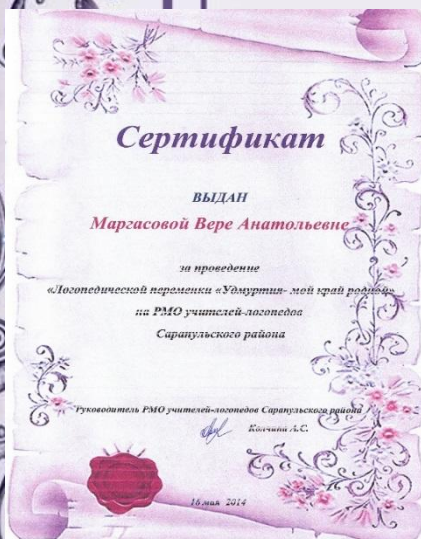 Сертификат
ВЫДАН
Маргасовой Вере Анатольевне
за проведение
«Логопедической переменки «Удмуртия- мой край родной»
на РМО учителей-логопедов
Сарапульского района
Руководитель РМО учителей-логопедов Сарапульского района
Колчина А.С.
16 мая 2014